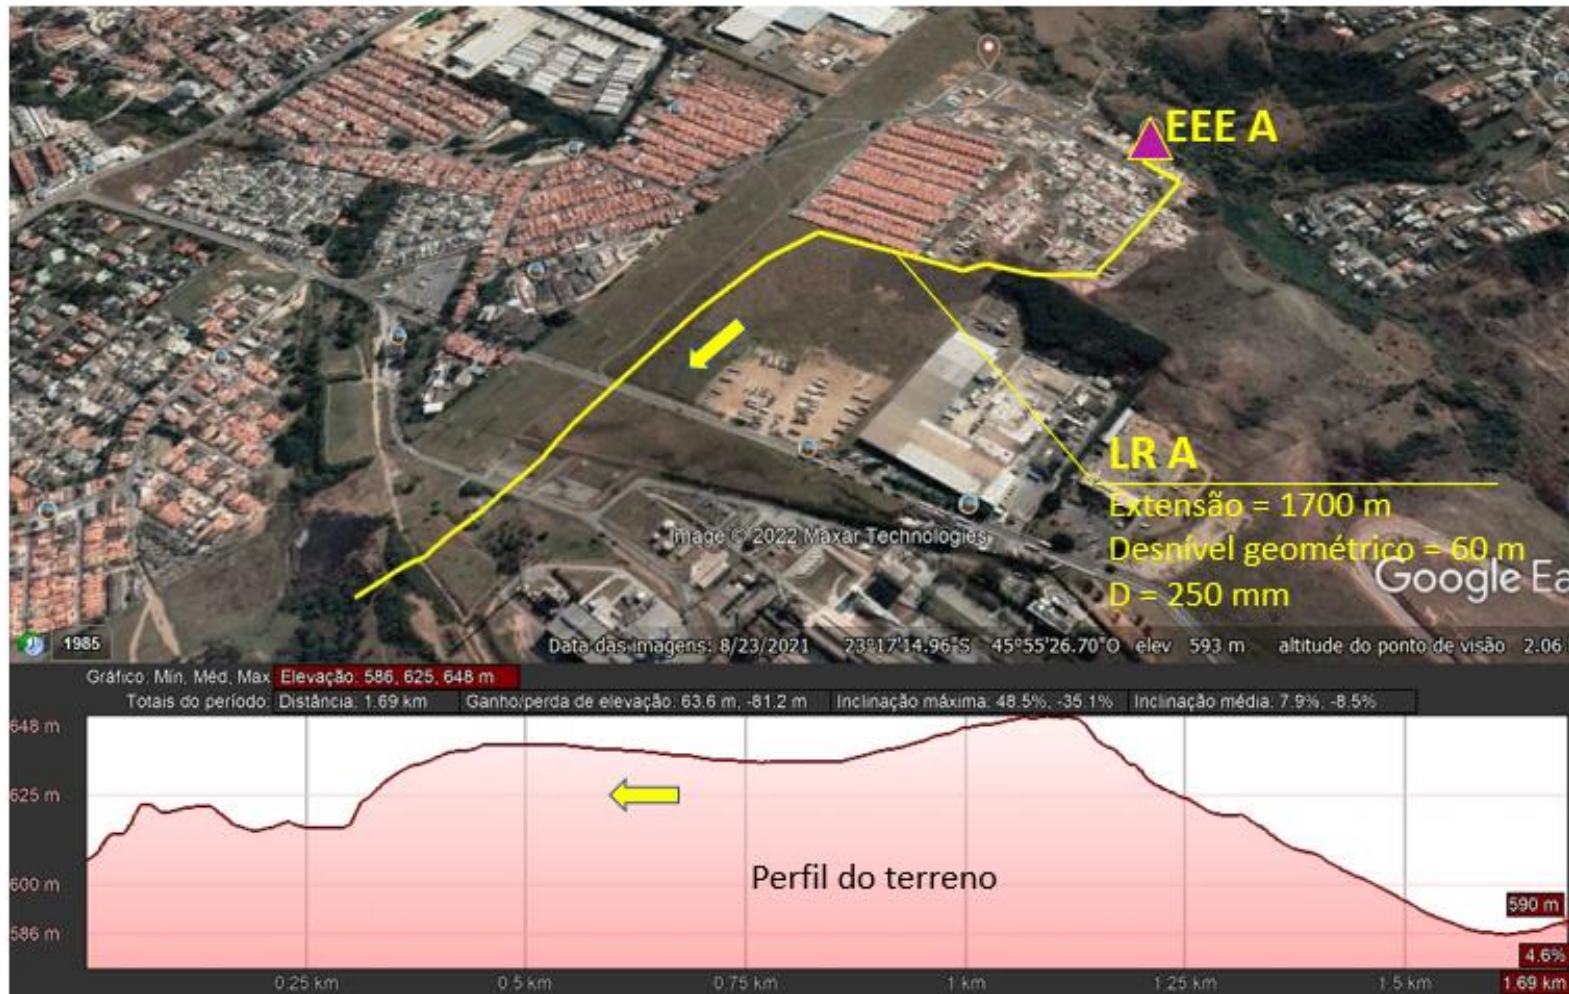 EEE A
LR A
Extensão = 1700 m
Desnível geométrico = 60 m
D = 250 mm
Image © 2022 Maxar Technologies
Google Ea
1985
Data das imagens: 8/23/2021 23°17'14.96"S 45°55'26.70"O elev 593 m altitude do ponto de visão 2.06
Gráfico: Mín, Méd, Max Elevação: 586, 625, 648 m
Totais do período: Distância: 1.69 km Ganho/perda de elevação: 63.6 m, -81.2 m Inclinação máxima: 48.5%, -35.1% Inclinação média: 7.9%, -8.5%
648 m
625 m
600 m
586 m
Perfil do terreno
590 m
4.6%
0.25 km 0.5 km 0.75 km 1 km 1.25 km 1.5 km 1.69 km